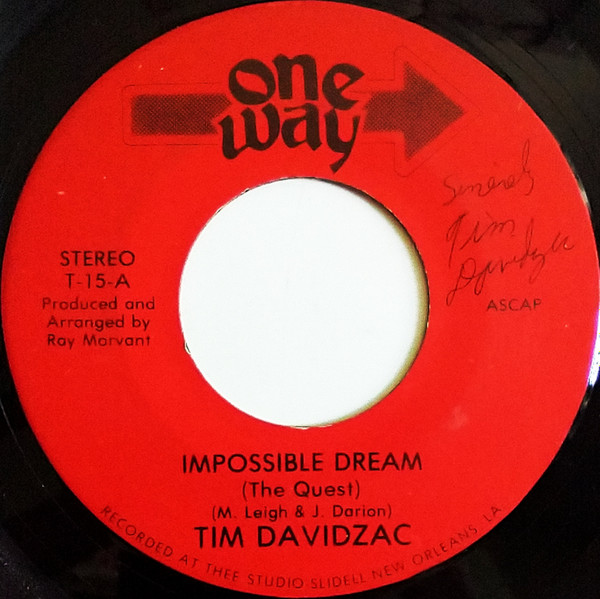 one
way
Sincerely
Tim
Davidzac
STEREO
T-15-A
Produced and
Arranged by
Ray Morvant
ASCAP
IMPOSSIBLE DREAM
(The Quest)
(M. Leigh & J. Darion)
TIM DAVIDZAC
RECORDED AT THEE STUDIO-SLIDELL NEW ORLEANS, LA